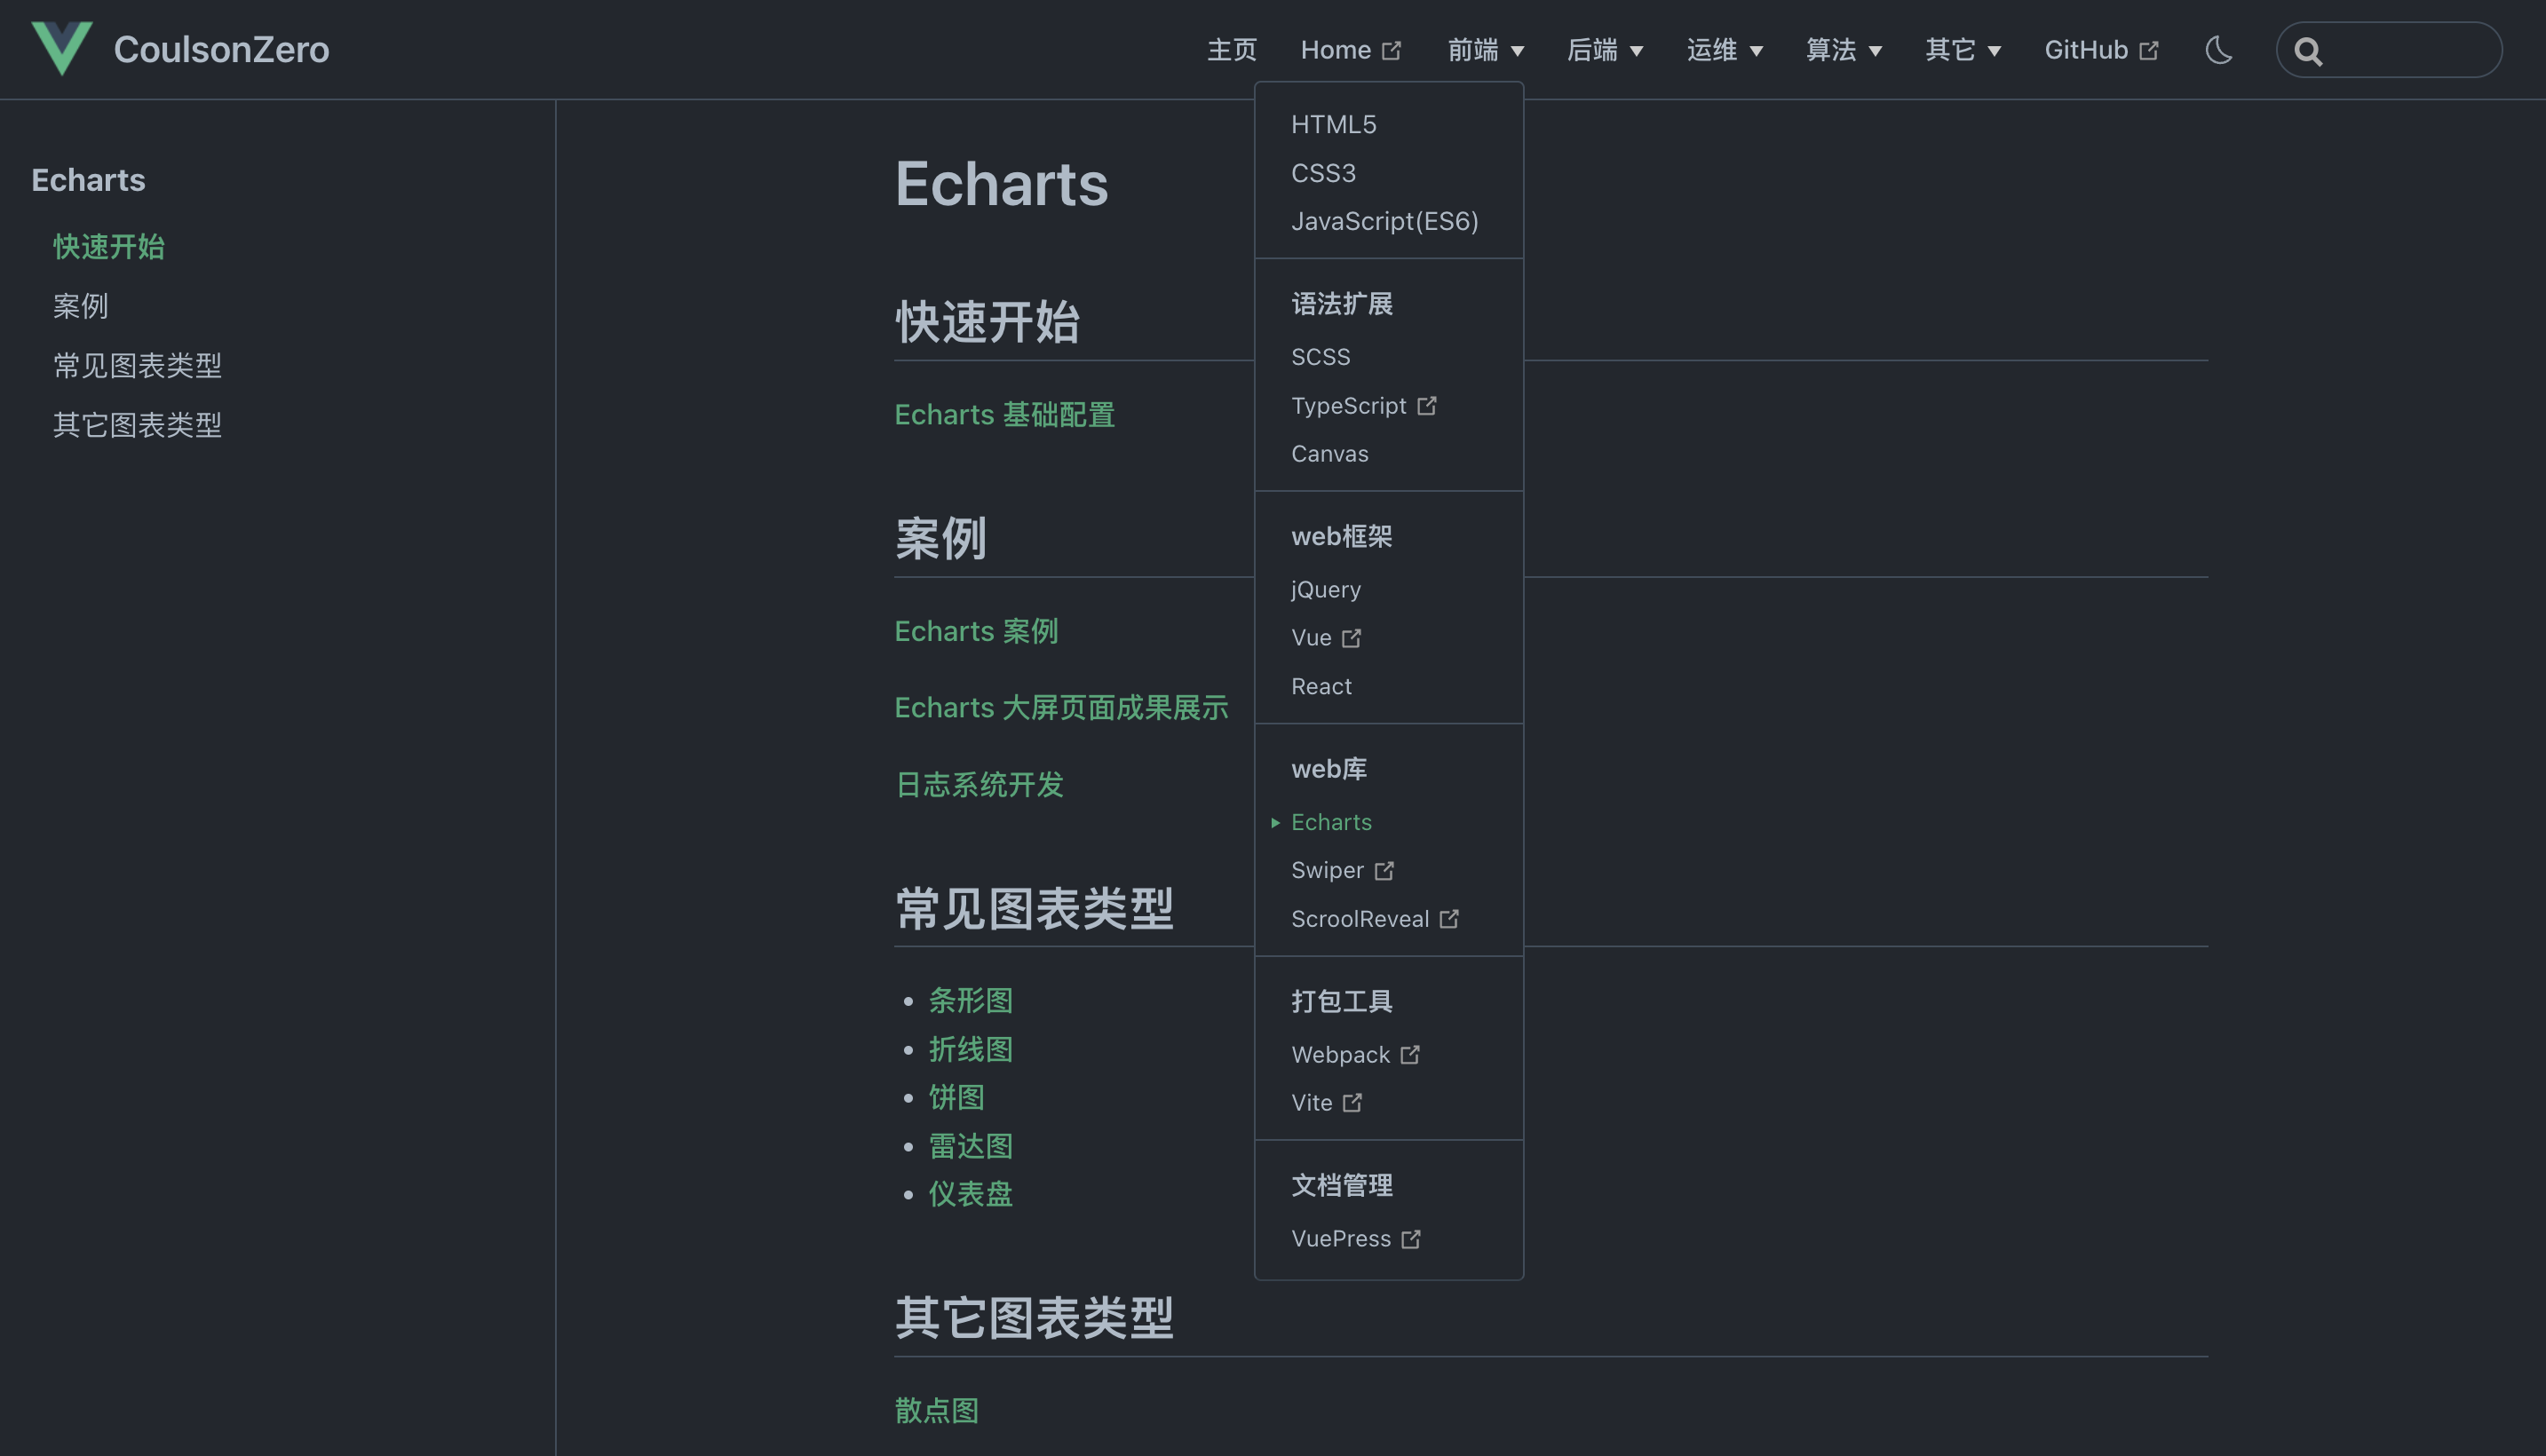 CoulsonZero
主页 Home 前端 后端 运维 算法 其它 GitHub
Echarts
快速开始
案例
常见图表类型
其它图表类型
Echarts
快速开始
Echarts 基础配置
案例
Echarts 案例
Echarts 大屏页面成果展示
日志系统开发
常见图表类型
条形图
折线图
饼图
雷达图
仪表盘
其它图表类型
散点图
HTML5
CSS3
JavaScript(ES6)
语法扩展
SCSS
TypeScript
Canvas
web框架
jQuery
Vue
React
web库
Echarts
Swiper
ScroolReveal
打包工具
Webpack
Vite
文档管理
VuePress